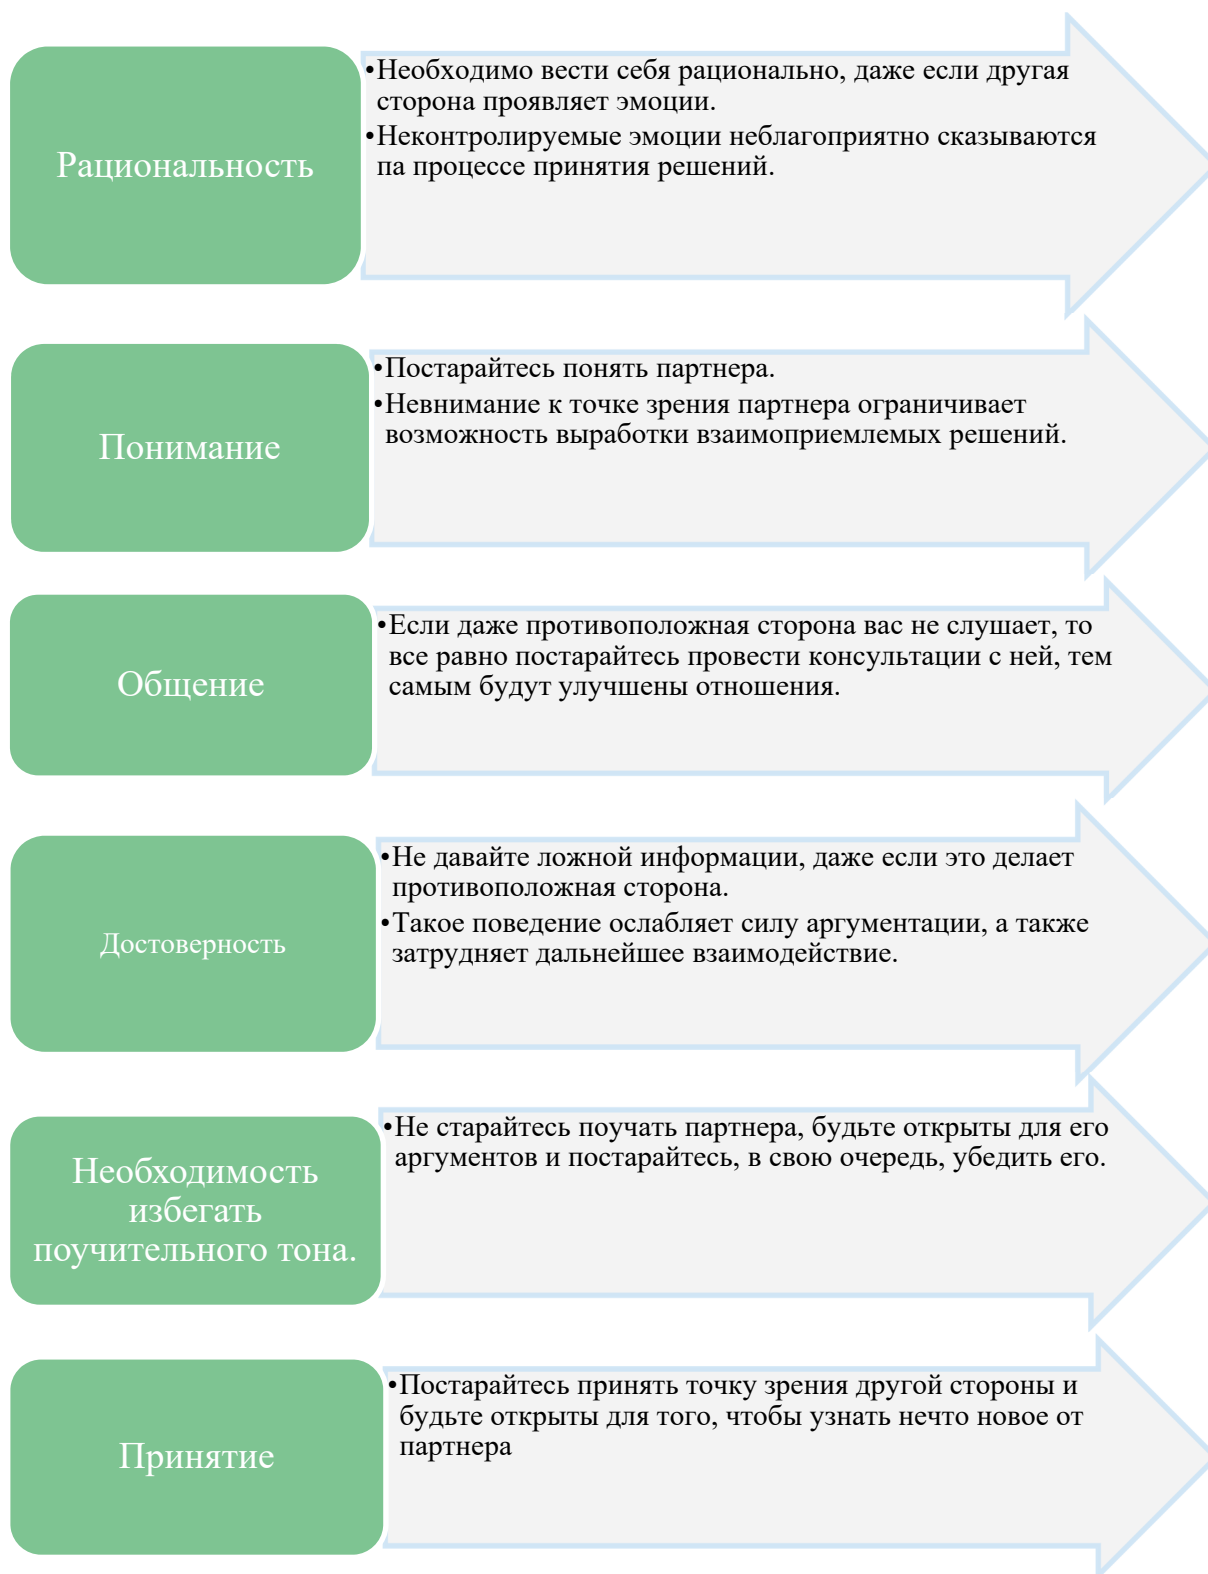 Рациональность
•Необходимо вести себя рационально, даже если другая
сторона проявляет эмоции.
•Неконтролируемые эмоции неблагоприятно сказываются
па процессе принятия решений.
Понимание
•Постарайтесь понять партнера.
•Невнимание к точке зрения партнера ограничивает
возможность выработки взаимоприемлемых решений.
Общение
•Если даже противоположная сторона вас не слушает, то
все равно постарайтесь провести консультации с ней, тем
самым будут улучшены отношения.
Достоверность
•Не давайте ложной информации, даже если это делает
противоположная сторона.
•Такое поведение ослабляет силу аргументации, а также
затрудняет дальнейшее взаимодействие.
Необходимость
избегать
поучительного тона.
•Не старайтесь поучать партнера, будьте открыты для его
аргументов и постарайтесь, в свою очередь, убедить его.
Принятие
•Постарайтесь принять точку зрения другой стороны и
будьте открыты для того, чтобы узнать нечто новое от
партнера